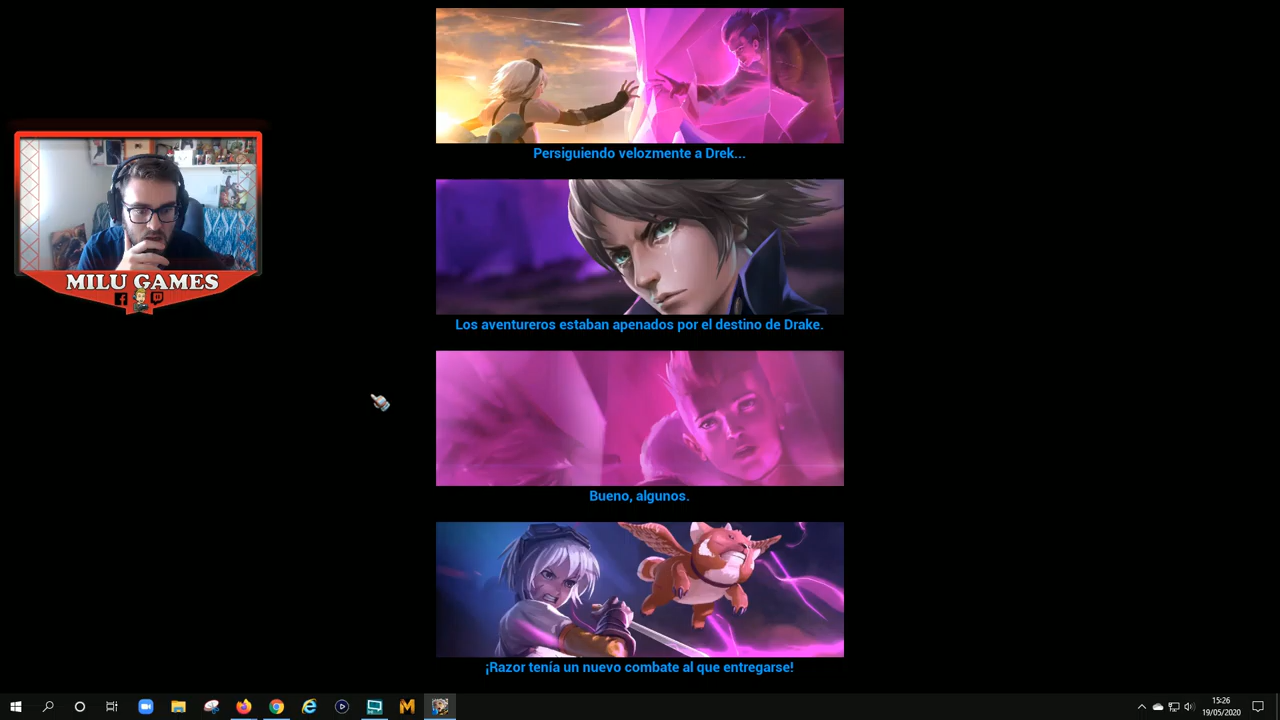 Persiguiendo velozmente a Drek...
MILU GAMES
Los aventureros estaban apenados por el destino de Drake.
Bueno, algunos.
¡Razor tenía un nuevo combate al que entregarse!
15:26
19/05/2020